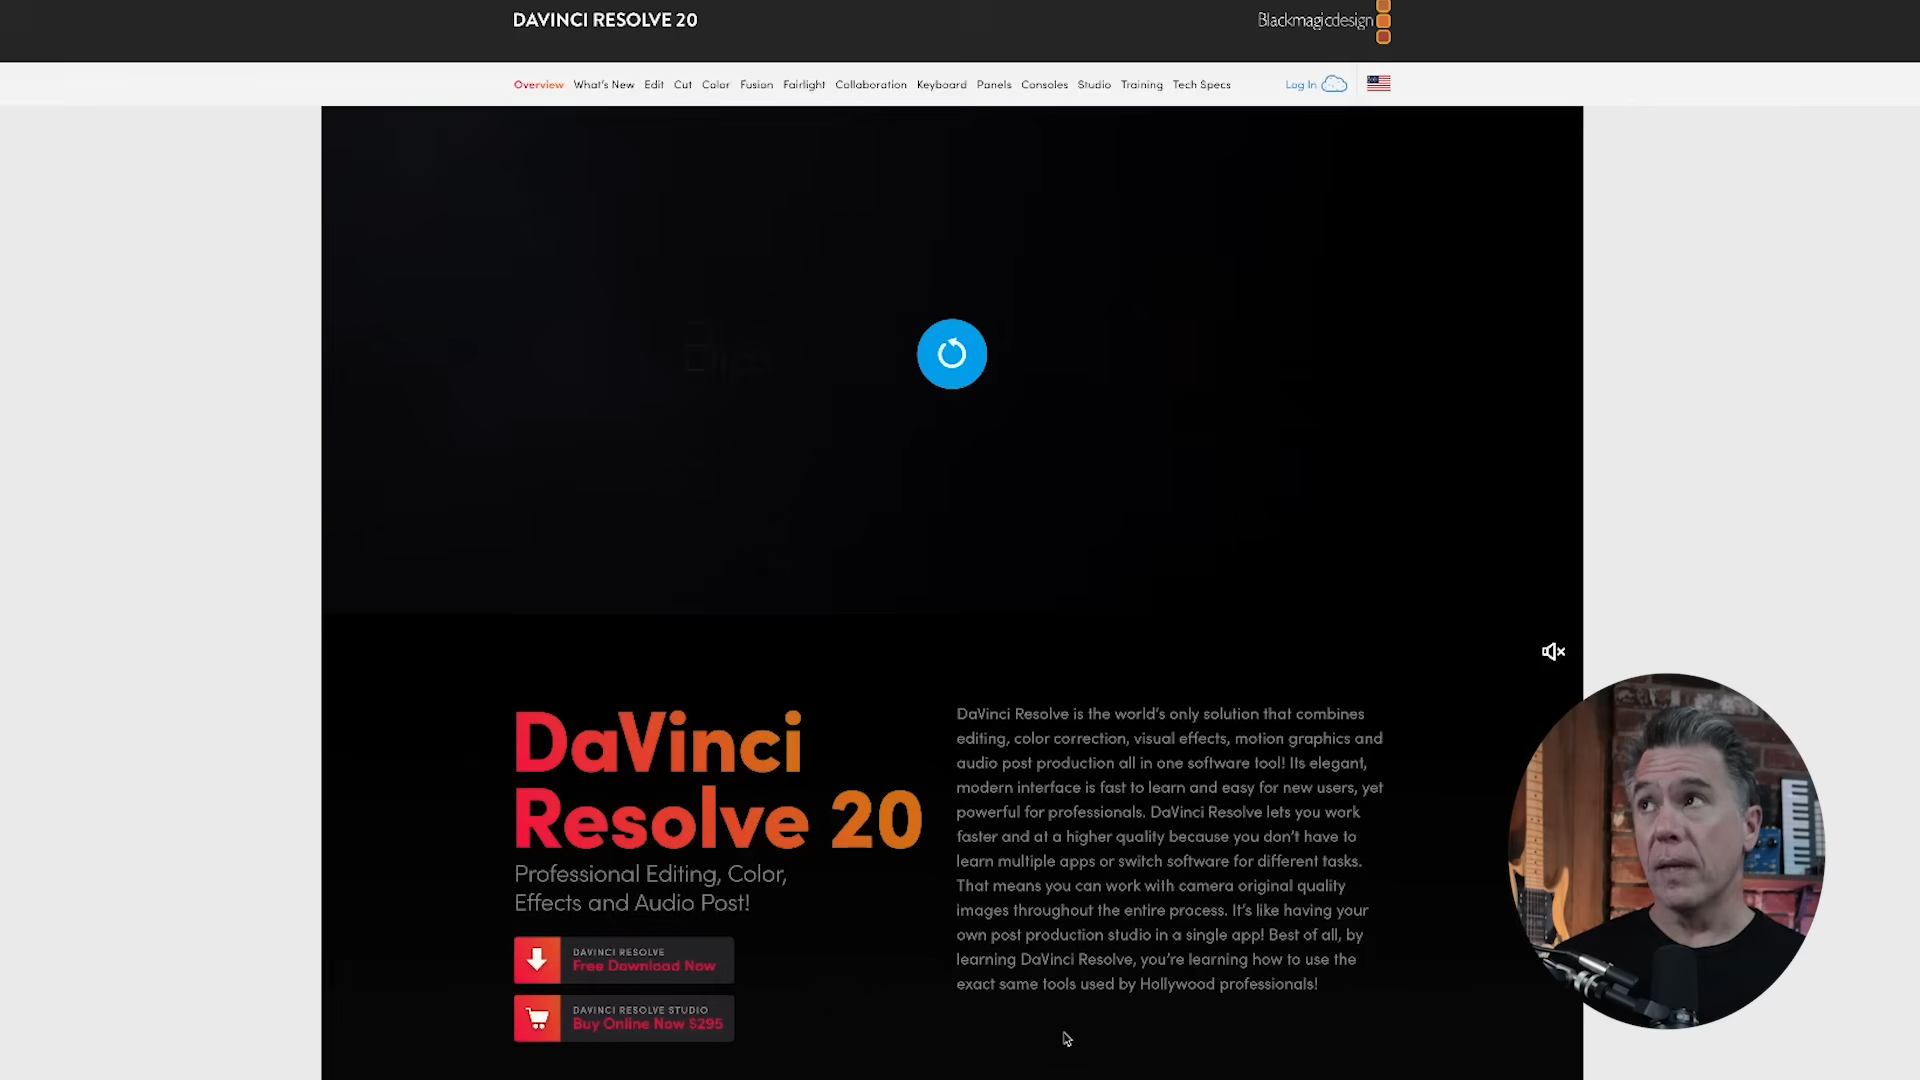 DAVINCI RESOLVE 20
Blackmagicdesign
Overview What's New Edit Cut Color Fusion Fairlight Collaboration Keyboard Panels Consoles Studio Training Tech Specs Log In
DaVinci
Resolve 20
Professional Editing, Color,
Effects and Audio Post!
DAVINCI RESOLVE
Free Download Now
DAVINCI RESOLVE STUDIO
Buy Online Now $295
DaVinci Resolve is the world's only solution that combines
editing, color correction, visual effects, motion graphics and
audio post production all in one software tool! Its elegant,
modern interface is fast to learn and easy for new users, yet
powerful for professionals. DaVinci Resolve lets you work
faster and at a higher quality because you don't have to
learn multiple apps or switch software for different tasks.
That means you can work with camera original quality
images throughout the entire process. It's like having your
own post production studio in a single app! Best of all, by
learning DaVinci Resolve, you're learning how to use the
exact same tools used by Hollywood professionals!